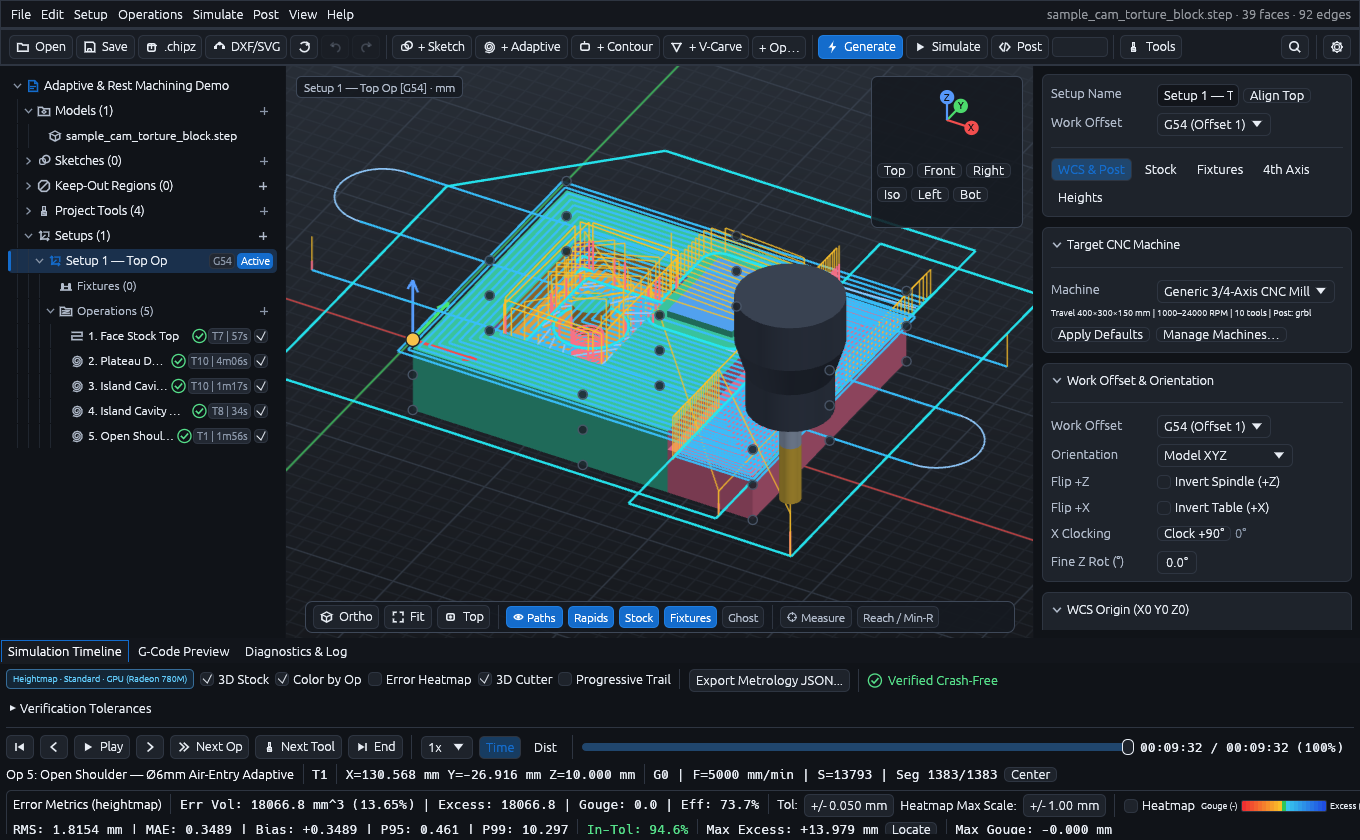 File Edit Setup Operations Simulate Post View Help
sample_cam_torture_block.step · 39 faces · 92 edges
Open Save .chipz DXF/SVG + Sketch + Adaptive + Contour + V-Carve + Op… Generate Simulate Post Tools
Adaptive & Rest Machining Demo
Models (1) +
sample_cam_torture_block.step
Sketches (0) +
Keep-Out Regions (0) +
Project Tools (4) +
Setups (1) +
Setup 1 — Top Op G54 Active
Fixtures (0)
Operations (5) +
1. Face Stock Top T7 | 57s
2. Plateau D… T10 | 4m06s
3. Island Cavi… T10 | 1m17s
4. Island Cavity … T8 | 34s
5. Open Shoul… T1 | 1m56s
Setup 1 — Top Op [G54] · mm
Z
Y
X
Top Front Right
Iso Left Bot
Ortho Fit Top Paths Rapids Stock Fixtures Ghost Measure Reach / Min-R
Setup Name Setup 1 — T Align Top
Work Offset G54 (Offset 1)
WCS & Post Stock Fixtures 4th Axis
Heights
Target CNC Machine
Machine Generic 3/4-Axis CNC Mill
Travel 400×300×150 mm | 1000–24000 RPM | 10 tools | Post: grbl
Apply Defaults Manage Machines…
Work Offset & Orientation
Work Offset G54 (Offset 1)
Orientation Model XYZ
Flip +Z Invert Spindle (+Z)
Flip +X Invert Table (+X)
X Clocking Clock +90° 0°
Fine Z Rot (°) 0.0°
WCS Origin (X0 Y0 Z0)
Simulation Timeline G-Code Preview Diagnostics & Log
Heightmap · Standard · GPU (Radeon 780M) 3D Stock Color by Op Error Heatmap 3D Cutter Progressive Trail Export Metrology JSON… Verified Crash-Free
Verification Tolerances
Play Next Op Next Tool End 1x Time Dist 00:09:32 / 00:09:32 (100%)
Op 5: Open Shoulder — Ø6mm Air-Entry Adaptive T1 X=130.568 mm Y=-26.916 mm Z=10.000 mm G0 | F=5000 mm/min | S=13793 | Seg 1383/1383 Center
Error Metrics (heightmap) Err Vol: 18066.8 mm^3 (13.65%) | Excess: 18066.8 | Gouge: 0.0 | Eff: 73.7% Tol: +/-0.050 mm Heatmap Max Scale: +/-1.00 mm Heatmap Gouge (-) Excess
RMS: 1.8154 mm | MAE: 0.3489 | Bias: +0.3489 | P95: 0.461 | P99: 10.297 In-Tol: 94.6% Max Excess: +13.979 mm Locate Max Gouge: -0.000 mm